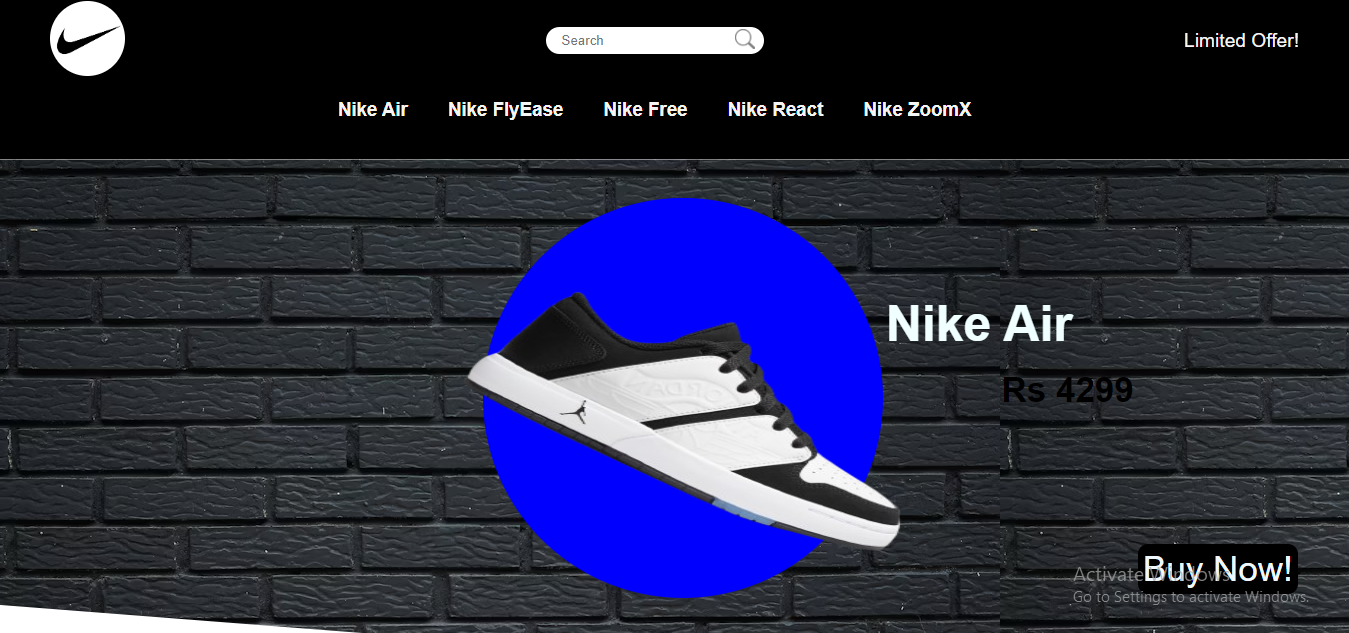 Search
Limited Offer!
Nike Air
Nike FlyEase
Nike Free
Nike React
Nike ZoomX
Nike Air
Rs 4299
Buy Now!
Activate Windows
Go to Settings to activate Windows.